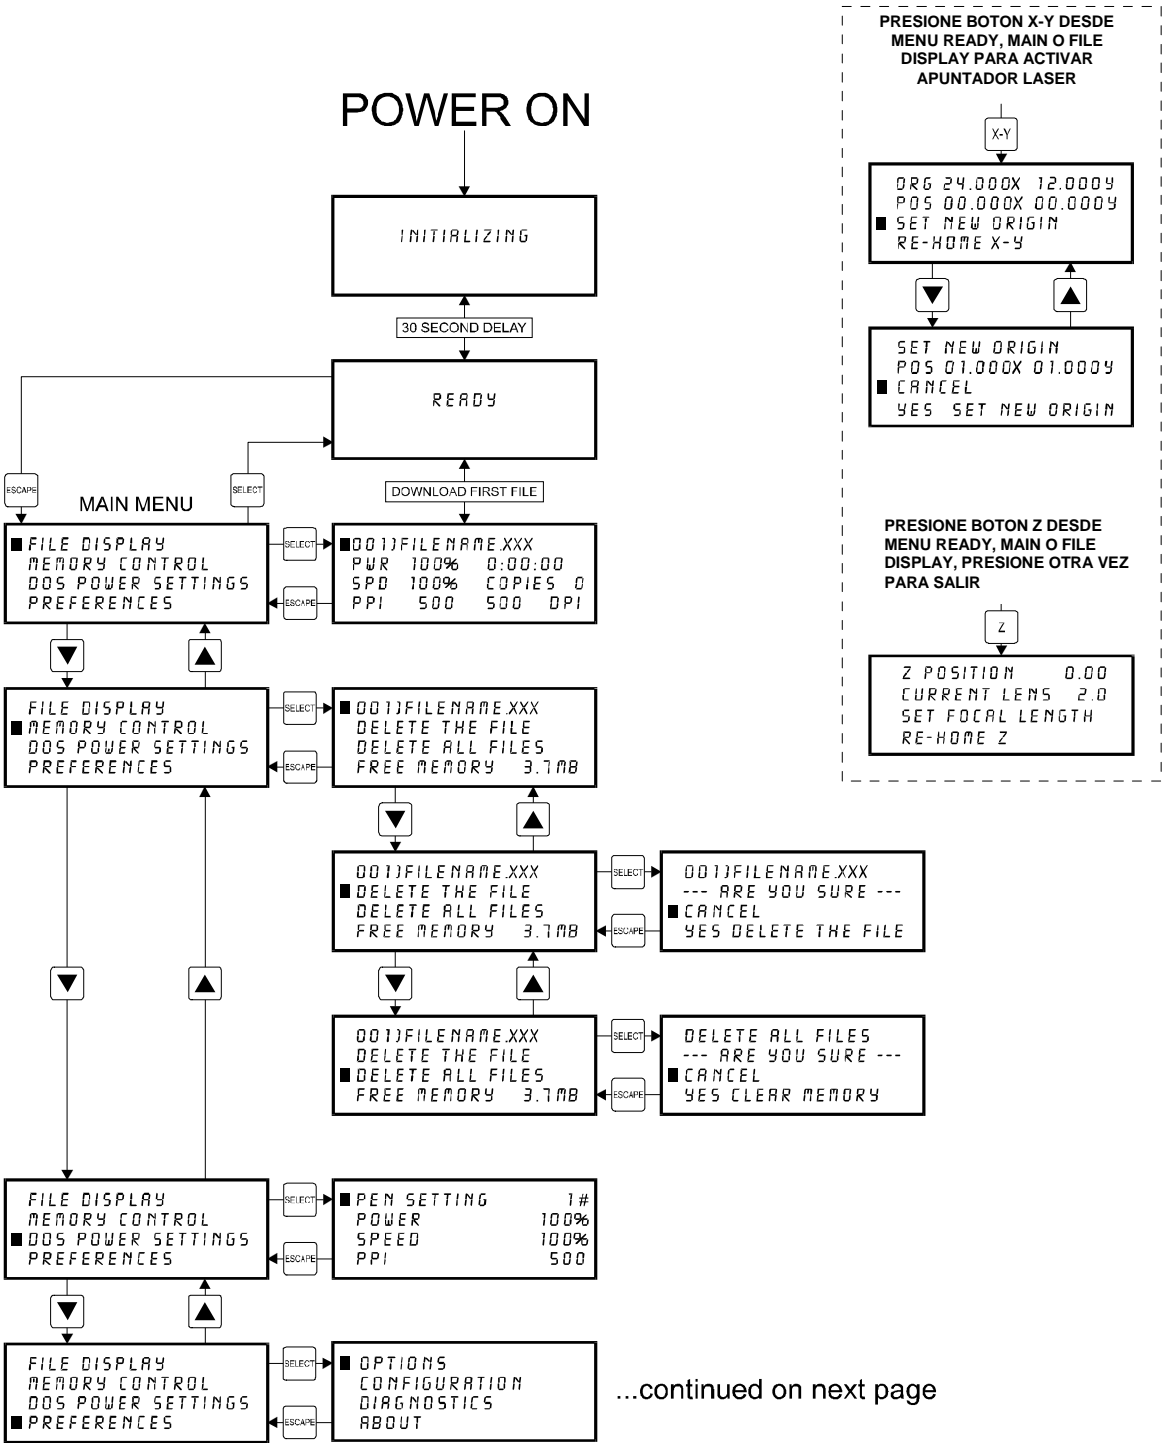 PRESIONE BOTON X-Y DESDE
MENU READY, MAIN O FILE
DISPLAY PARA ACTIVAR
APUNTADOR LASER
X-Y
ORG 24.000X 12.000Y
POS 00.000X 00.000Y
SET NEW ORIGIN
RE-HOME X-Y
SET NEW ORIGIN
POS 01.000X 01.000Y
CANCEL
YES SET NEW ORIGIN
PRESIONE BOTON Z DESDE
MENU READY, MAIN O FILE
DISPLAY, PRESIONE OTRA VEZ
PARA SALIR
Z
Z POSITION 0.00
CURRENT LENS 2.0
SET FOCAL LENGTH
RE-HOME Z
POWER ON
INITIALIZING
30 SECOND DELAY
READY
ESCAPE
SELECT
DOWNLOAD FIRST FILE
MAIN MENU
FILE DISPLAY
MEMORY CONTROL
DOS POWER SETTINGS
PREFERENCES
SELECT
ESCAPE
001)FILENAME.XXX
PWR 100% 0:00:00
SPD 100% COPIES 0
PPI 500 500 DPI
FILE DISPLAY
MEMORY CONTROL
DOS POWER SETTINGS
PREFERENCES
SELECT
ESCAPE
001)FILENAME.XXX
DELETE THE FILE
DELETE ALL FILES
FREE MEMORY 3.7MB
001)FILENAME.XXX
DELETE THE FILE
DELETE ALL FILES
FREE MEMORY 3.7MB
SELECT
ESCAPE
001)FILENAME.XXX
--- ARE YOU SURE ---
CANCEL
YES DELETE THE FILE
001)FILENAME.XXX
DELETE THE FILE
DELETE ALL FILES
FREE MEMORY 3.7MB
SELECT
ESCAPE
DELETE ALL FILES
--- ARE YOU SURE ---
CANCEL
YES CLEAR MEMORY
FILE DISPLAY
MEMORY CONTROL
DOS POWER SETTINGS
PREFERENCES
SELECT
ESCAPE
PEN SETTING 1#
POWER 100%
SPEED 100%
PPI 500
FILE DISPLAY
MEMORY CONTROL
DOS POWER SETTINGS
PREFERENCES
SELECT
ESCAPE
OPTIONS
CONFIGURATION
DIAGNOSTICS
ABOUT
...continued on next page